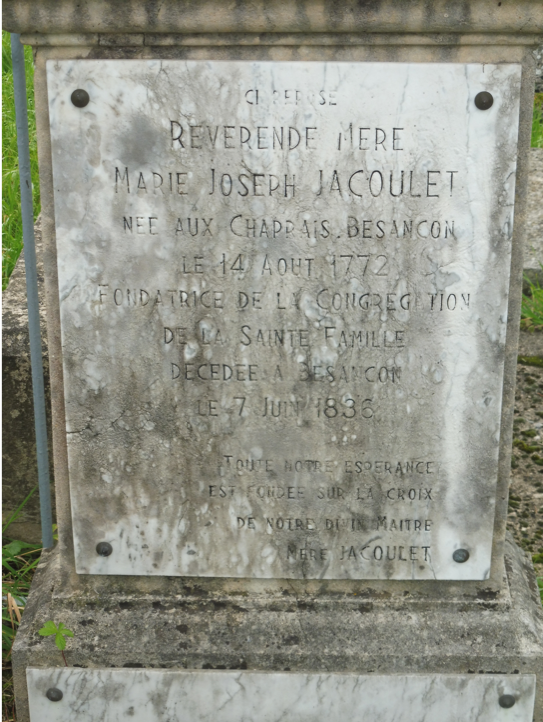 CI REPOSE
REVERENDE MERE
MARIE JOSEPH JACOULET
NEE AUX CHAPRAIS. BESANCON
LE 14 AOUT 1772
FONDATRICE DE LA CONGREGATION
DE LA SAINTE FAMILLE
DECEDEE A BESANCON
LE 7 JUIN 1836
TOUTE NOTRE ESPERANCE
EST FONDEE SUR LA CROIX
DE NOTRE DIVIN MAITRE
MERE JACOULET